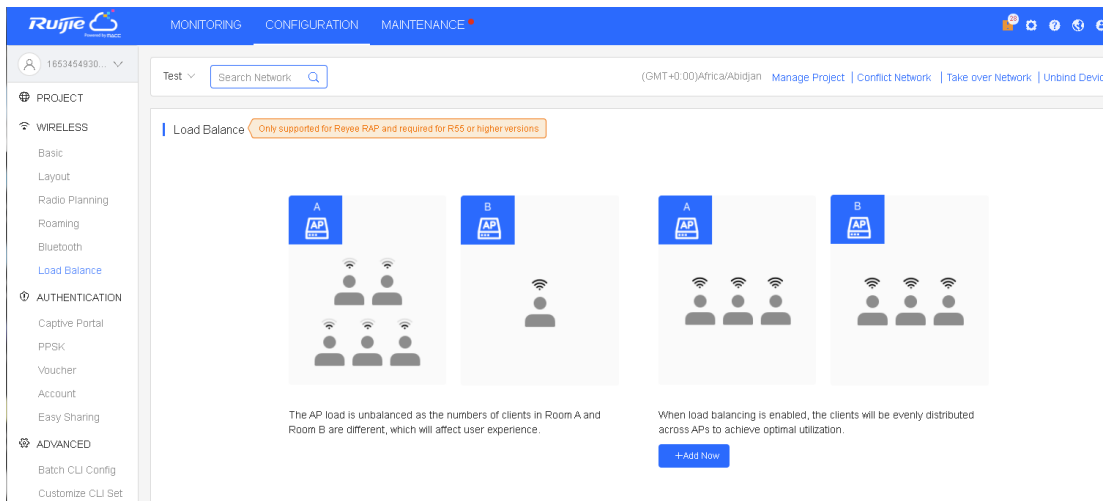 Ruijie
Powered by MACC
MONITORING CONFIGURATION MAINTENANCE
28
1653454930...
Test
Search Network
(GMT+0:00)Africa/Abidjan Manage Project | Conflict Network | Take over Network | Unbind Devic
PROJECT
WIRELESS
Basic
Layout
Radio Planning
Roaming
Bluetooth
Load Balance
AUTHENTICATION
Captive Portal
PPSK
Voucher
Account
Easy Sharing
ADVANCED
Batch CLI Config
Customize CLI Set
Load Balance Only supported for Reyee RAP and required for R55 or higher versions
A
AP
B
AP
A
AP
B
AP
The AP load is unbalanced as the numbers of clients in Room A and
Room B are different, which will affect user experience.
When load balancing is enabled, the clients will be evenly distributed
across APs to achieve optimal utilization.
+Add Now